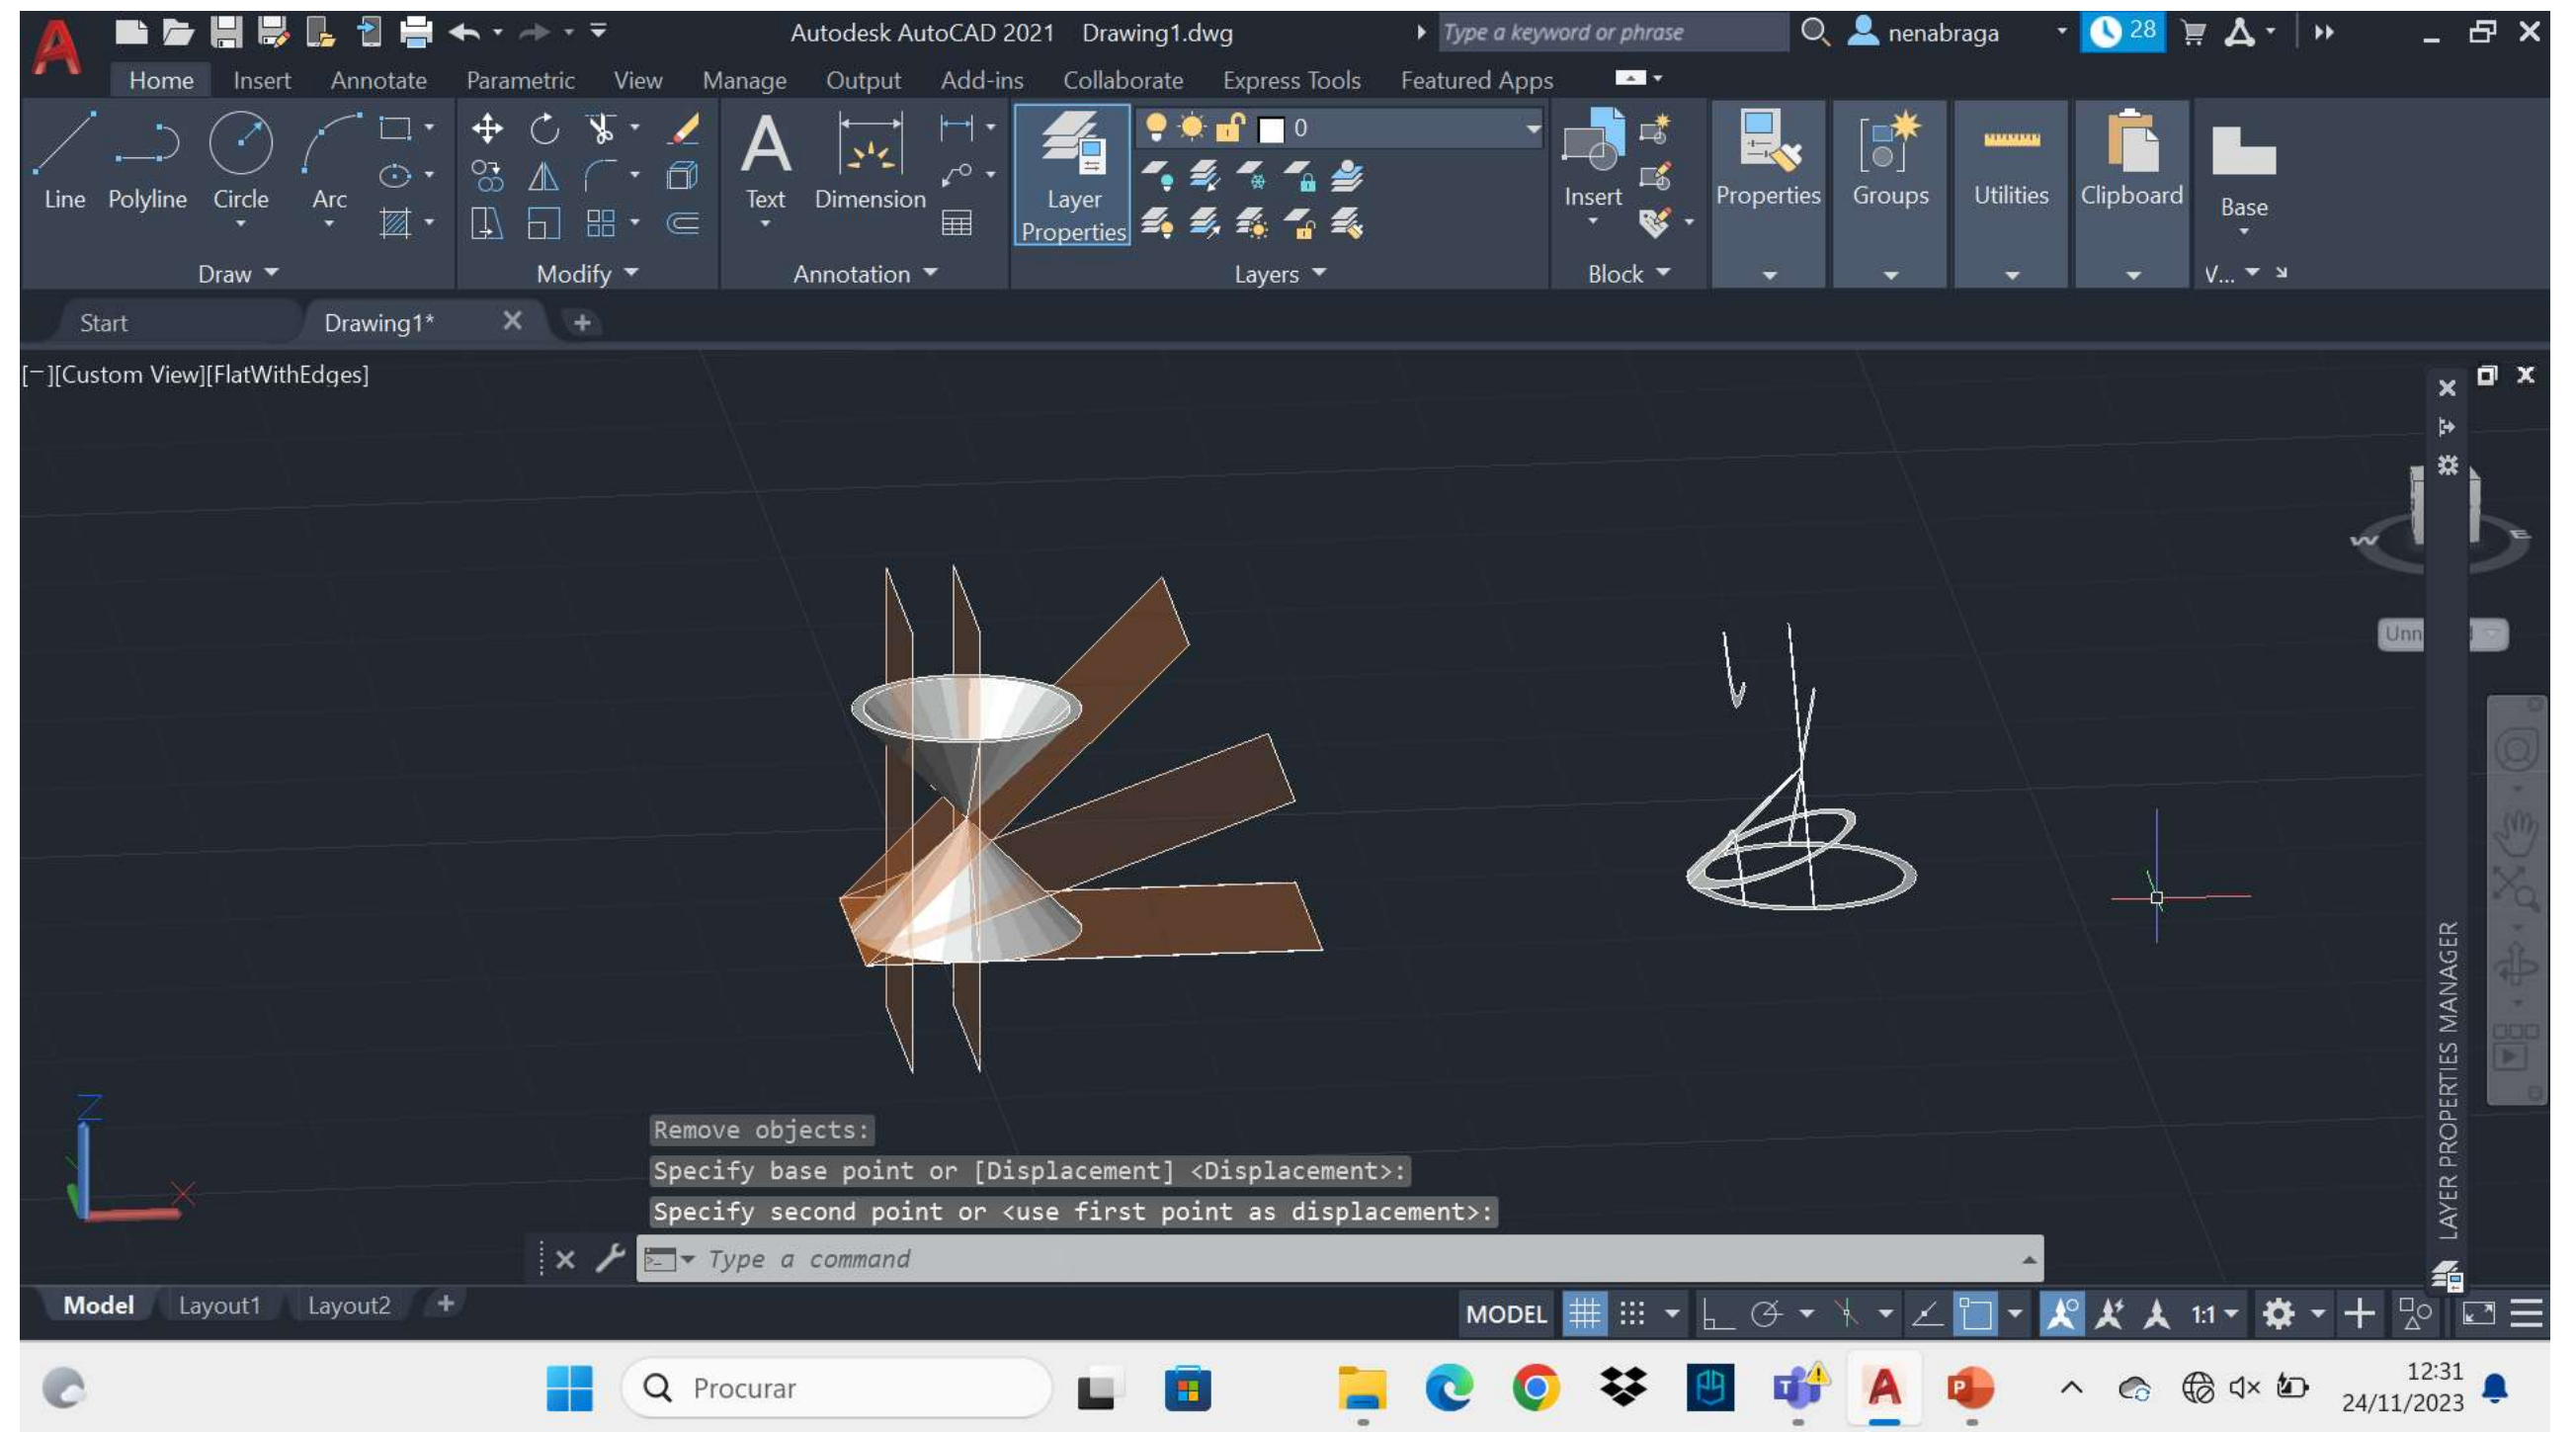 Autodesk AutoCAD 2021 Drawing1.dwg
Type a keyword or phrase
nenabraga
28
Home Insert Annotate Parametric View Manage Output Add-ins Collaborate Express Tools Featured Apps
0
Line Polyline Circle Arc
Text Dimension
Layer
Properties
Insert
Properties Groups Utilities Clipboard Base
Draw Modify Annotation Layers Block V...
Start Drawing1*
[−][Custom View][FlatWithEdges]
W E
Unn
LAYER PROPERTIES MANAGER
Z
X
Remove objects:
Specify base point or [Displacement] <Displacement>:
Specify second point or <use first point as displacement>:
Type a command
Model Layout1 Layout2
MODEL
1:1
Procurar
12:31
24/11/2023